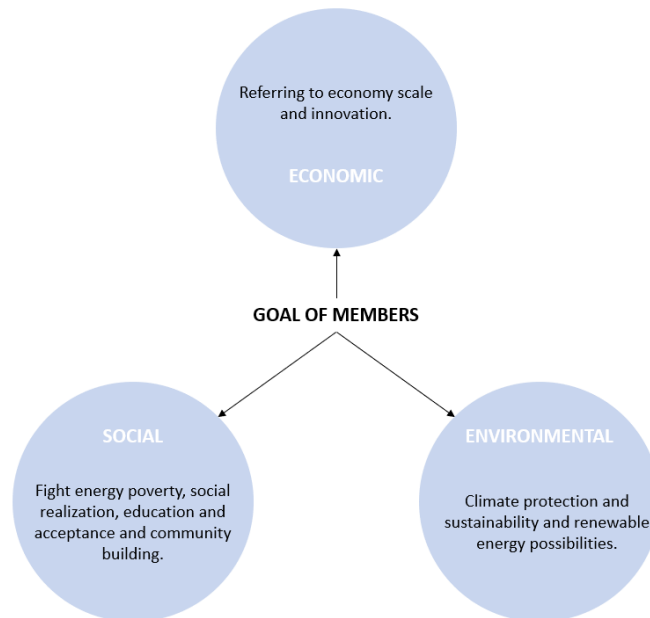 Referring to economy scale
and innovation.
ECONOMIC
GOAL OF MEMBERS
SOCIAL
Fight energy poverty, social
realization, education and
acceptance and community
building.
ENVIRONMENTAL
Climate protection and
sustainability and renewable
energy possibilities.